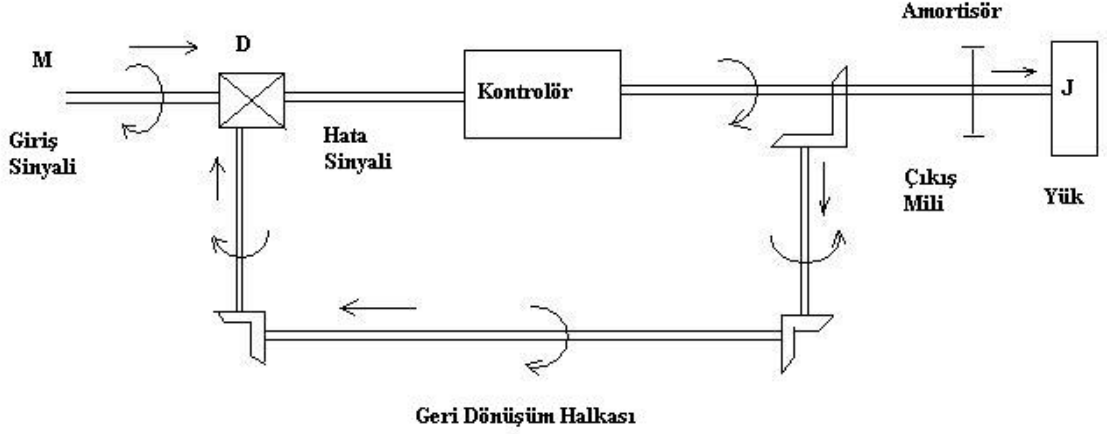 Amortisör
M
D
J
Kontrolör
Giriş
Sinyali
Hata
Sinyali
Çıkış
Mili
Yük
Geri Dönüşüm Halkası